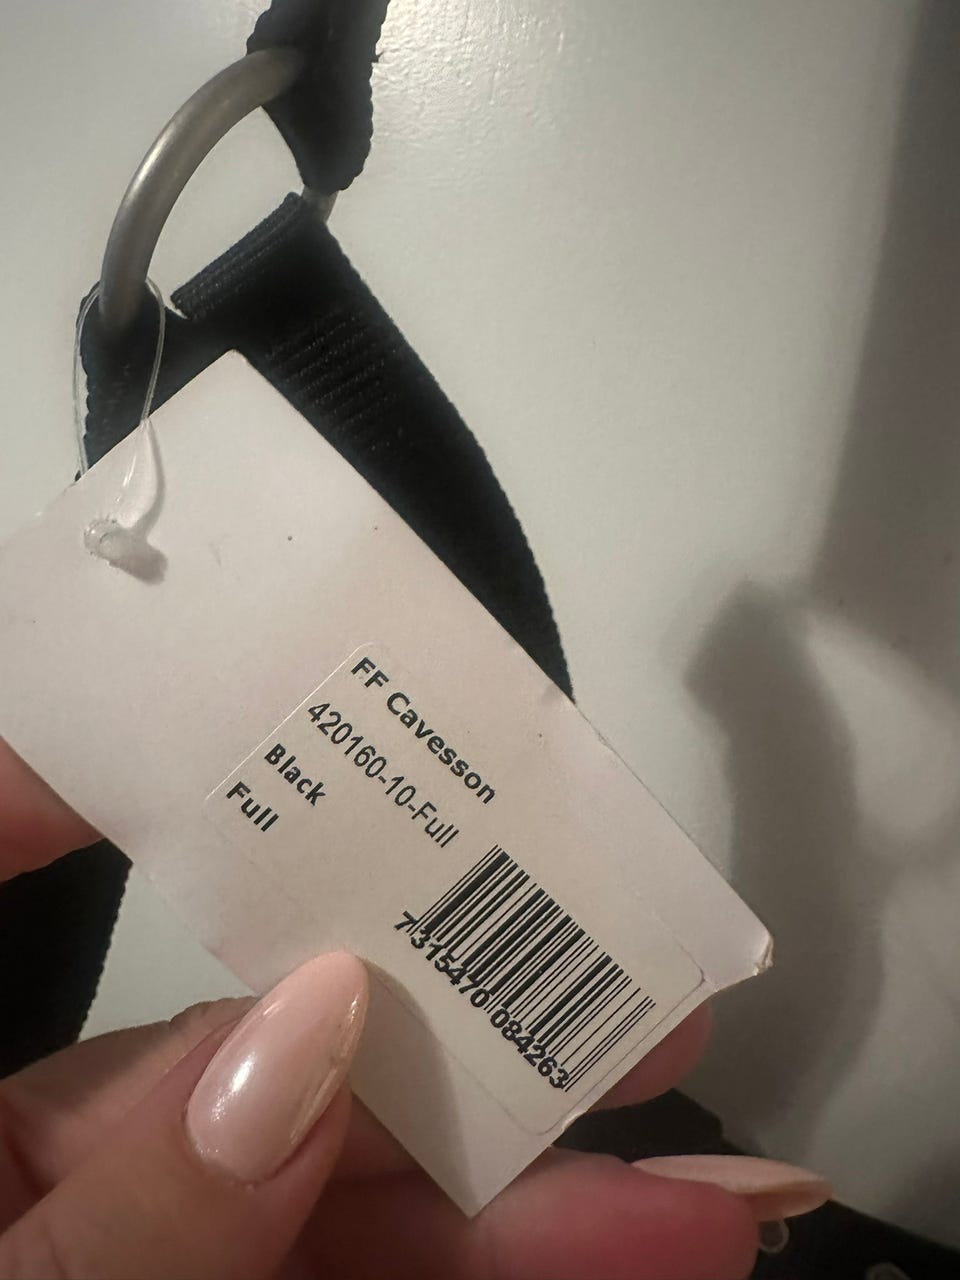 FF Cavesson
420160-10-Full
Black
Full
7315470084263